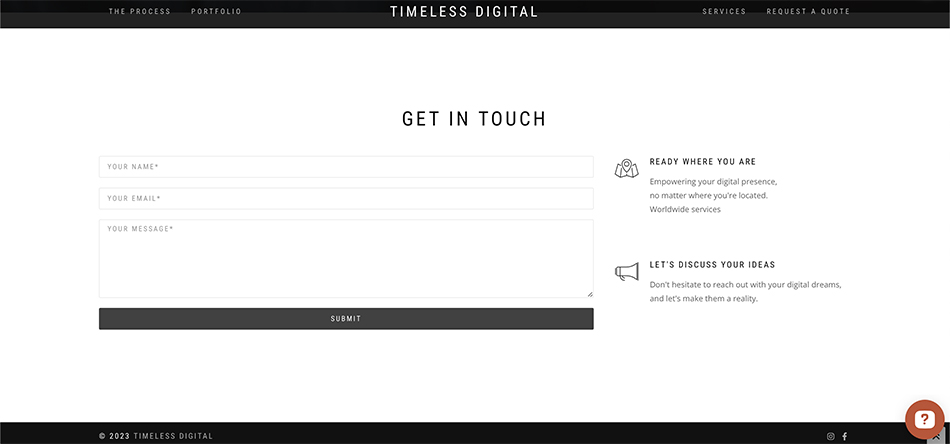 THE PROCESS PORTFOLIO TIMELESS DIGITAL SERVICES REQUEST A QUOTE
GET IN TOUCH
YOUR NAME*
YOUR EMAIL*
YOUR MESSAGE*
SUBMIT
READY WHERE YOU ARE
Empowering your digital presence,
no matter where you're located.
Worldwide services
LET'S DISCUSS YOUR IDEAS
Don't hesitate to reach out with your digital dreams,
and let's make them a reality.
© 2023 TIMELESS DIGITAL
?